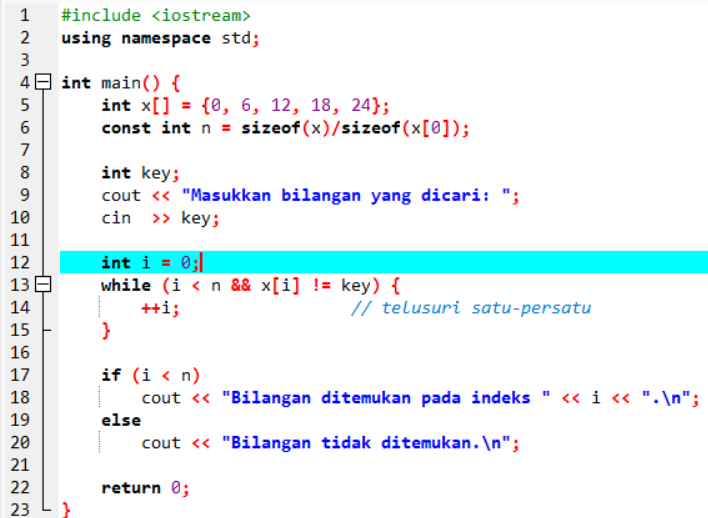 1 #include <iostream>
2 using namespace std;
3
4 int main() {
5 int x[] = {0, 6, 12, 18, 24};
6 const int n = sizeof(x)/sizeof(x[0]);
7
8 int key;
9 cout << "Masukkan bilangan yang dicari: ";
10 cin  >> key;
11
12 int i = 0;
13 while (i < n && x[i] != key) {
14 ++i; // telusuri satu-persatu
15 }
16
17 if (i < n)
18 cout << "Bilangan ditemukan pada indeks " << i << ".\n";
19 else
20 cout << "Bilangan tidak ditemukan.\n";
21
22 return 0;
23 }